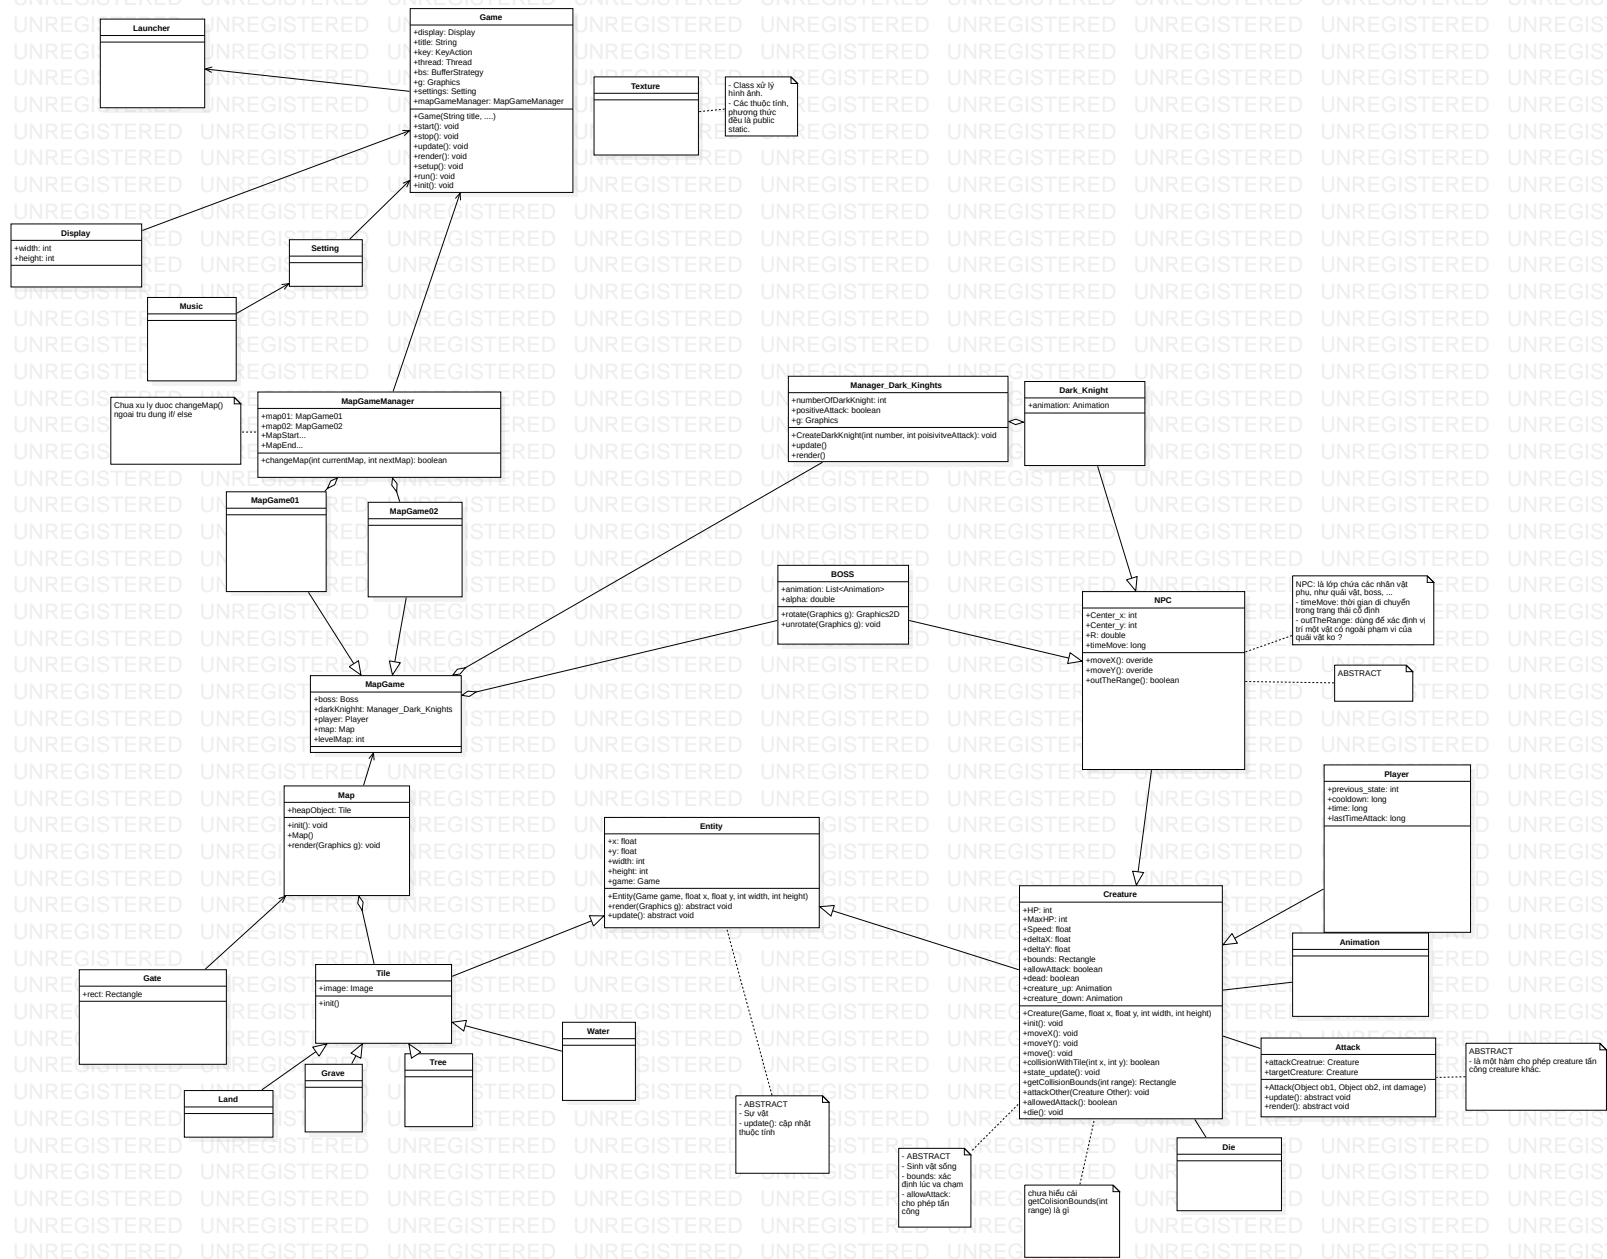 Launcher
Game
+display: Display
+title: String
+key: KeyAction
+thread: Thread
+bs: BufferStrategy
+g: Graphics
+settings: Setting
+mapGameManager: MapGameManager
+Game(String title, ....)
+start(): void
+stop(): void
+update(): void
+render(): void
+setup(): void
+run(): void
+init(): void
Texture
- Class xử lý
hình ảnh.
- Các thuộc tính,
phương thức
đều là public
static.
Display
+width: int
+height: int
Setting
Music
Chua xu ly duoc changeMap()
ngoai tru dung if/ else
MapGameManager
+map01: MapGame01
+map02: MapGame02
+MapStart...
+MapEnd...
+changeMap(int currentMap, int nextMap): boolean
MapGame01
MapGame02
Manager_Dark_Kinghts
+numberOfDarkKnight: int
+positiveAttack: boolean
+g: Graphics
+CreateDarkKnight(int number, int poisivitveAttack): void
+update()
+render()
Dark_Knight
+animation: Animation
BOSS
+animation: List<Animation>
+alpha: double
+rotate(Graphics g): Graphics2D
+unrotate(Graphics g): void
NPC
+Center_x: int
+Center_y: int
+R: double
+timeMove: long
+moveX(): overide
+moveY(): overide
+outTheRange(): boolean
NPC: là lớp chứa các nhân vật
phụ, như quái vật, boss, ...
- timeMove: thời gian di chuyển
trong trạng thái cố định
- outTheRange: dùng để xác định vị
trí một vật có ngoài phạm vi của
quái vật ko ?
ABSTRACT
MapGame
+boss: Boss
+darkKnighht: Manager_Dark_Knights
+player: Player
+map: Map
+levelMap: int
Map
+heapObject: Tile
+init(): void
+Map()
+render(Graphics g): void
Entity
+x: float
+y: float
+width: int
+height: int
+game: Game
+Entity(Game game, float x, float y, int width, int height)
+render(Graphics g): abstract void
+update(): abstract void
Player
+previous_state: int
+cooldown: long
+time: long
+lastTimeAttack: long
Creature
+HP: int
+MaxHP: int
+Speed: float
+deltaX: float
+deltaY: float
+bounds: Rectangle
+allowAttack: boolean
+dead: boolean
+creature_up: Animation
+creature_down: Animation
+Creature(Game, float x, float y, int width, int height)
+init(): void
+moveX(): void
+moveY(): void
+move(): void
+collisionWithTile(int x, int y): boolean
+state_update(): void
+getCollisionBounds(int range): Rectangle
+attackOther(Creature Other): void
+allowedAttack(): boolean
+die(): void
Animation
Attack
+attackCreatrue: Creature
+targetCreature: Creature
+Attack(Object ob1, Object ob2, int damage)
+update(): abstract void
+render(): abstract void
ABSTRACT
- là một hàm cho phép creature tấn
công creature khác.
Gate
+rect: Rectangle
Tile
+image: Image
+init()
Water
Tree
Grave
Land
- ABSTRACT
- Sự vật
- update(): cập nhật
thuộc tính
- ABSTRACT
- Sinh vật sống
- bounds: xác
định lúc va chạm
- allowAttack:
cho phép tấn
công
chưa hiểu cái
getColisionBounds(int
range) là gì
Die
UNREGISTERED